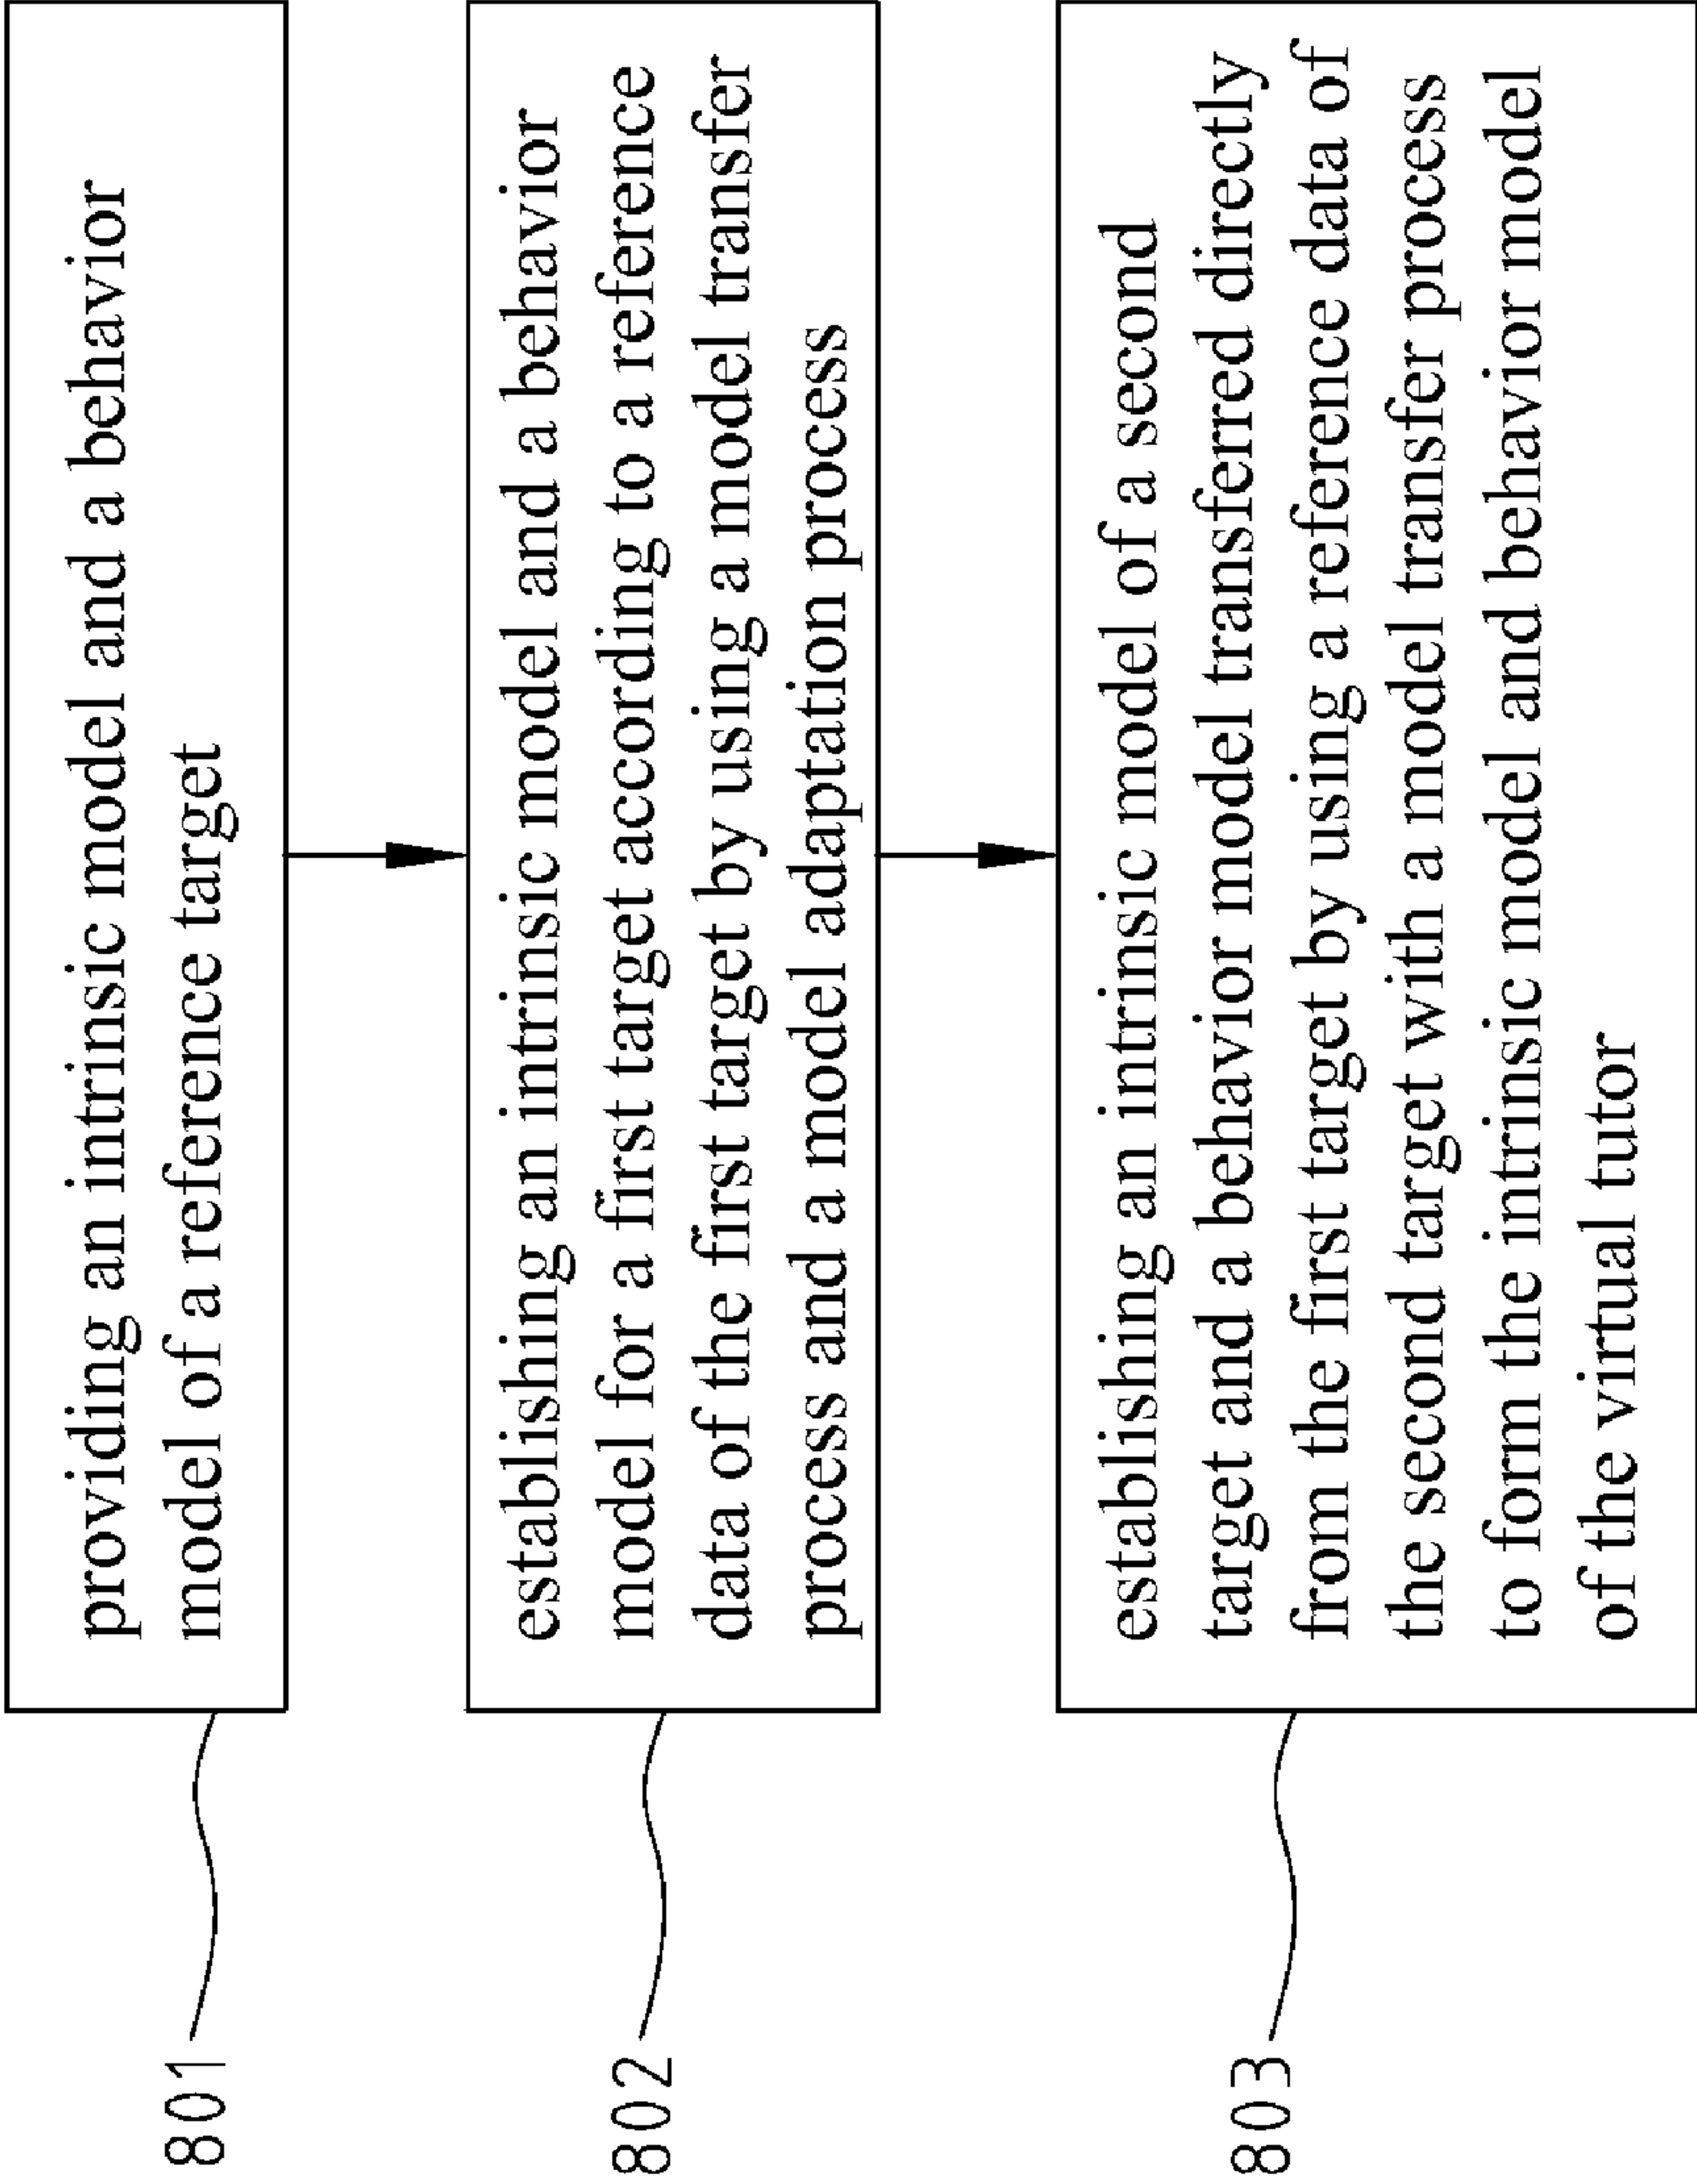 801
providing an intrinsic model and a behavior
model of a reference target
802
establishing an intrinsic model and a behavior
model for a first target according to a reference
data of the first target by using a model transfer
process and a model adaptation process
803
establishing an intrinsic model of a second
target and a behavior model transferred directly
from the first target by using a reference data of
the second target with a model transfer process
to form the intrinsic model and behavior model
of the virtual tutor